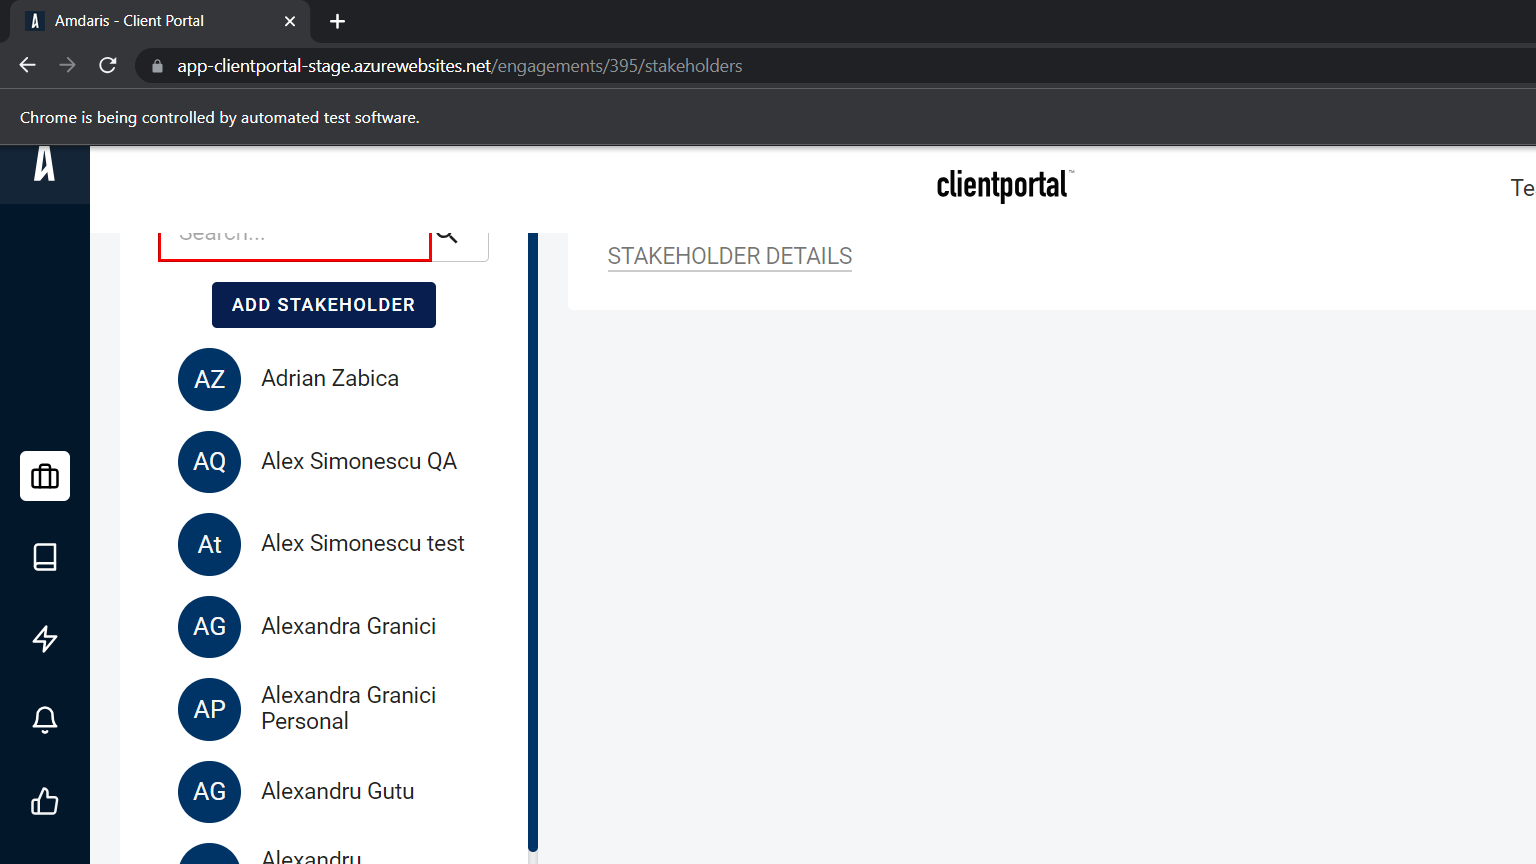 Amdaris - Client Portal
app-clientportal-stage.azurewebsites.net/engagements/395/stakeholders
Chrome is being controlled by automated test software.
clientportal™
Te
Search...
STAKEHOLDER DETAILS
ADD STAKEHOLDER
AZ Adrian Zabica
AQ Alex Simonescu QA
At Alex Simonescu test
AG Alexandra Granici
AP Alexandra Granici
Personal
AG Alexandru Gutu
Alexandru